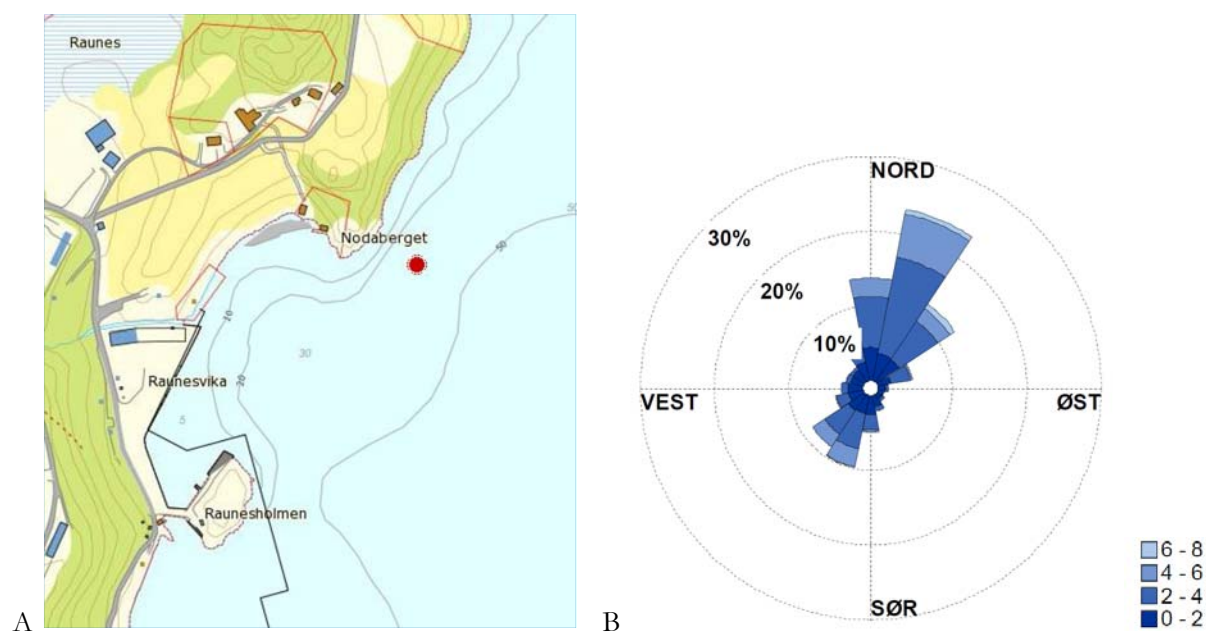 Raunes
Nodaberget
50
50
10
30
20
Raunesvika
5
Raunesholmen
A
NORD
30%
20%
10%
VEST
ØST
SØR
6 - 8
4 - 6
2 - 4
0 - 2
B